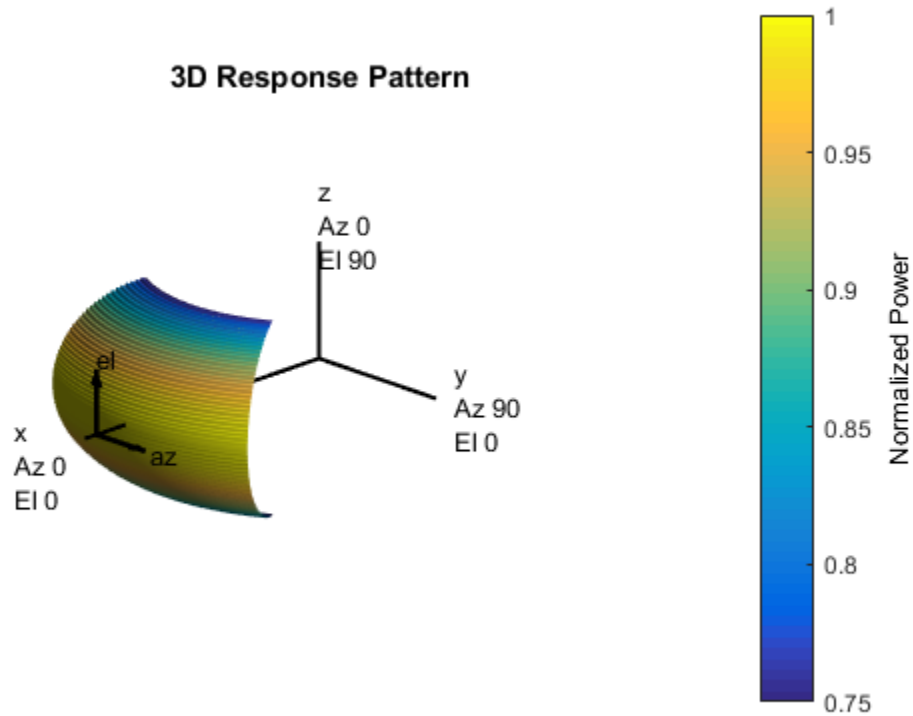 3D Response Pattern
z
Az 0
El 90
el
az
x
Az 0
El 0
y
Az 90
El 0
1
0.95
0.9
0.85
0.8
0.75
Normalized Power